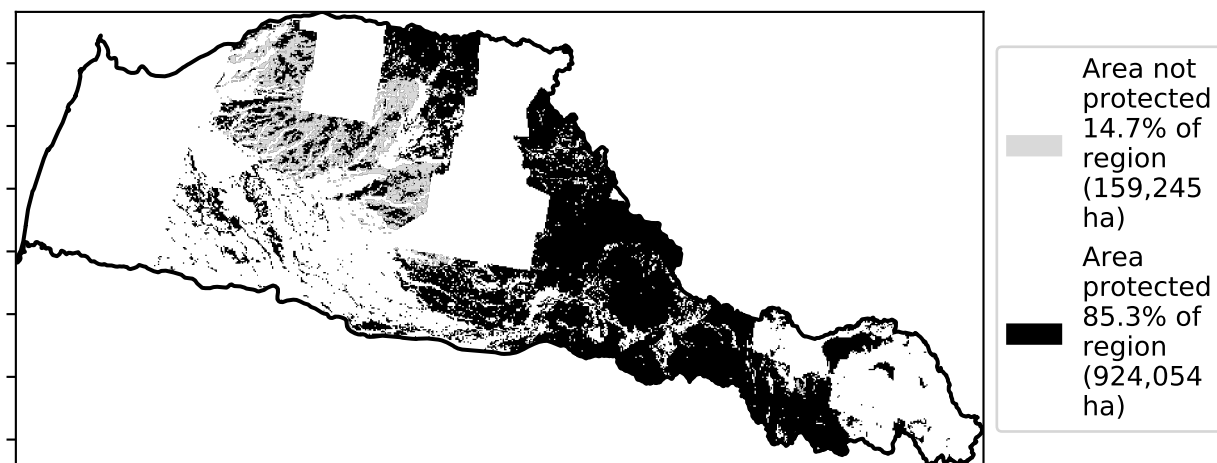 Area not
protected
14.7% of
region
(159,245
ha)
Area
protected
85.3% of
region
(924,054
ha)